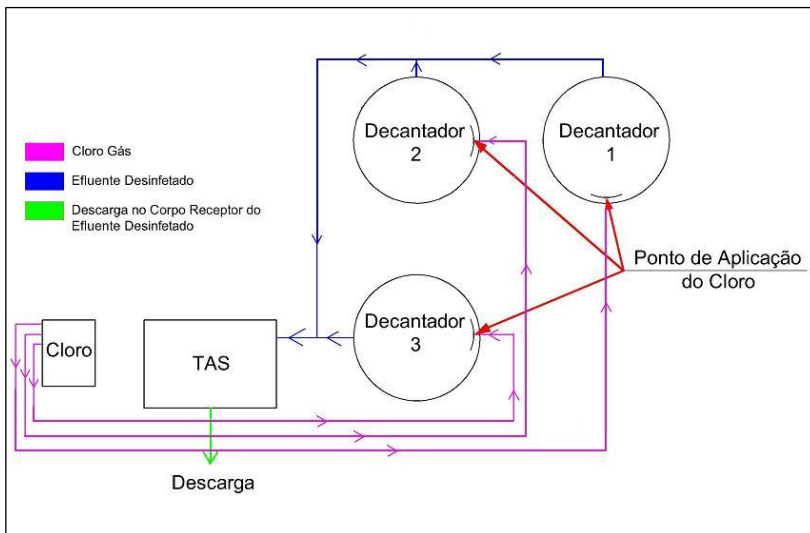 Decantador
2
Decantador
1
Cloro Gás
Efluente Desinfetado
Descarga no Corpo Receptor do
Efluente Desinfetado
Ponto de Aplicação
do Cloro
Decantador
3
Cloro
TAS
Descarga